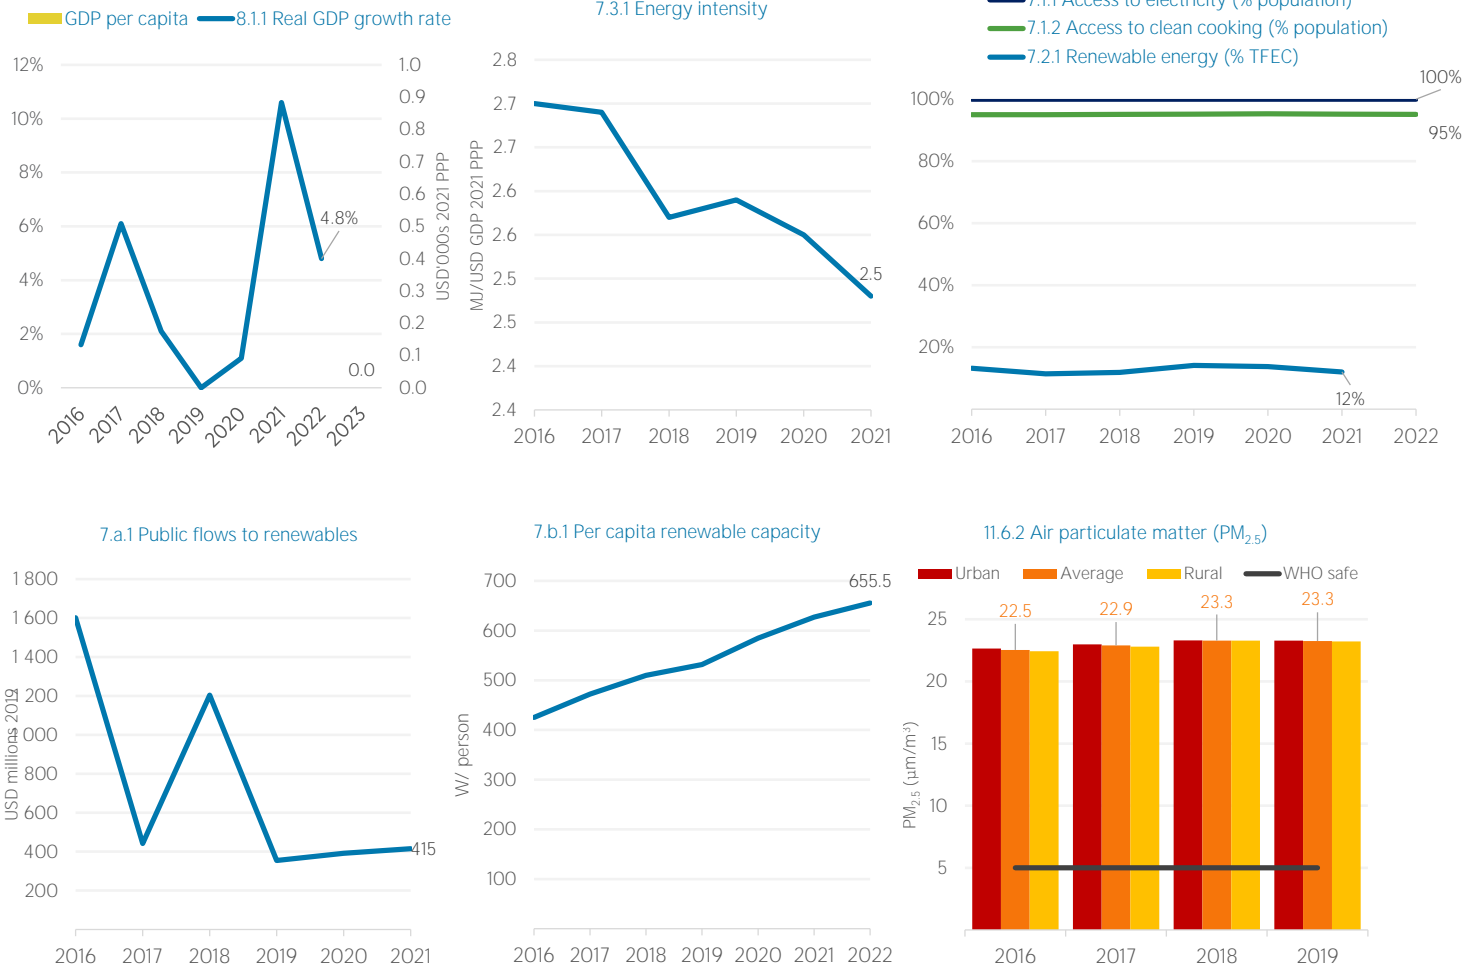 GDP per capita 8.1.1 Real GDP growth rate
12%
10%
8%
6%
4%
2%
0%
1.0
0.9
0.8
0.7
0.6
0.5
0.4
0.3
0.2
0.1
0.0
USD'000s 2021 PPP
4.8%
0.0
2016 2017 2018 2019 2020 2021 2022 2023
7.3.1 Energy intensity
2.8
2.7
2.7
2.6
2.6
2.5
2.5
2.4
2.4
MJ/USD GDP 2021 PPP
2.5
2016 2017 2018 2019 2020 2021
7.1.1 Access to electricity (% population)
7.1.2 Access to clean cooking (% population)
7.2.1 Renewable energy (% TFEC)
100%
80%
60%
40%
20%
100%
95%
12%
2016 2017 2018 2019 2020 2021 2022
7.a.1 Public flows to renewables
1 800
1 600
1 400
1 200
1 000
800
600
400
200
USD millions 2019
415
2016 2017 2018 2019 2020 2021
7.b.1 Per capita renewable capacity
700
600
500
400
300
200
100
W/ person
655.5
2016 2017 2018 2019 2020 2021 2022
11.6.2 Air particulate matter (PM2.5)
Urban Average Rural WHO safe
22.5 22.9 23.3 23.3
25
20
15
10
5
PM2.5 (μm/m³)
2016 2017 2018 2019